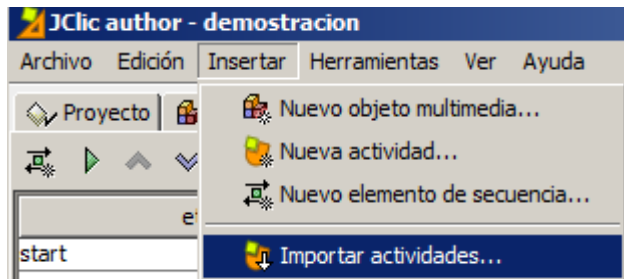 JClic author - demostracion
Archivo Edición Insertar Herramientas Ver Ayuda
Proyecto
Nuevo objeto multimedia...
Nueva actividad...
Nuevo elemento de secuencia...
start
Importar actividades...